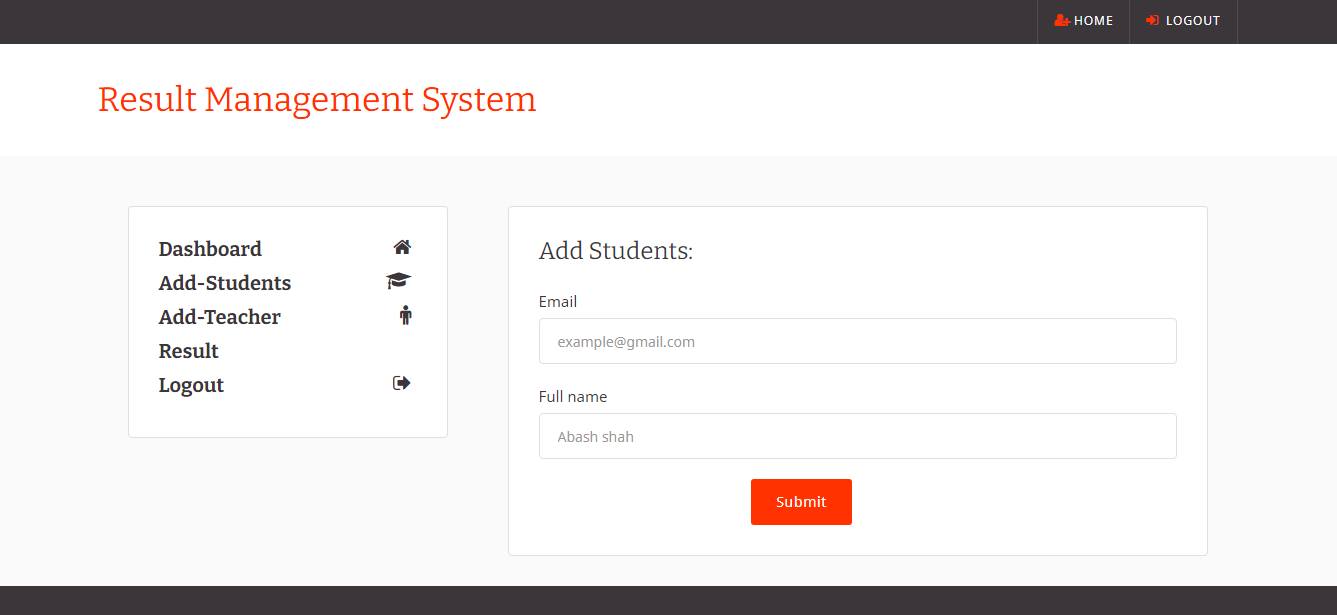 HOME LOGOUT
Result Management System
Dashboard
Add-Students
Add-Teacher
Result
Logout
Add Students:
Email
example@gmail.com
Full name
Abash shah
Submit